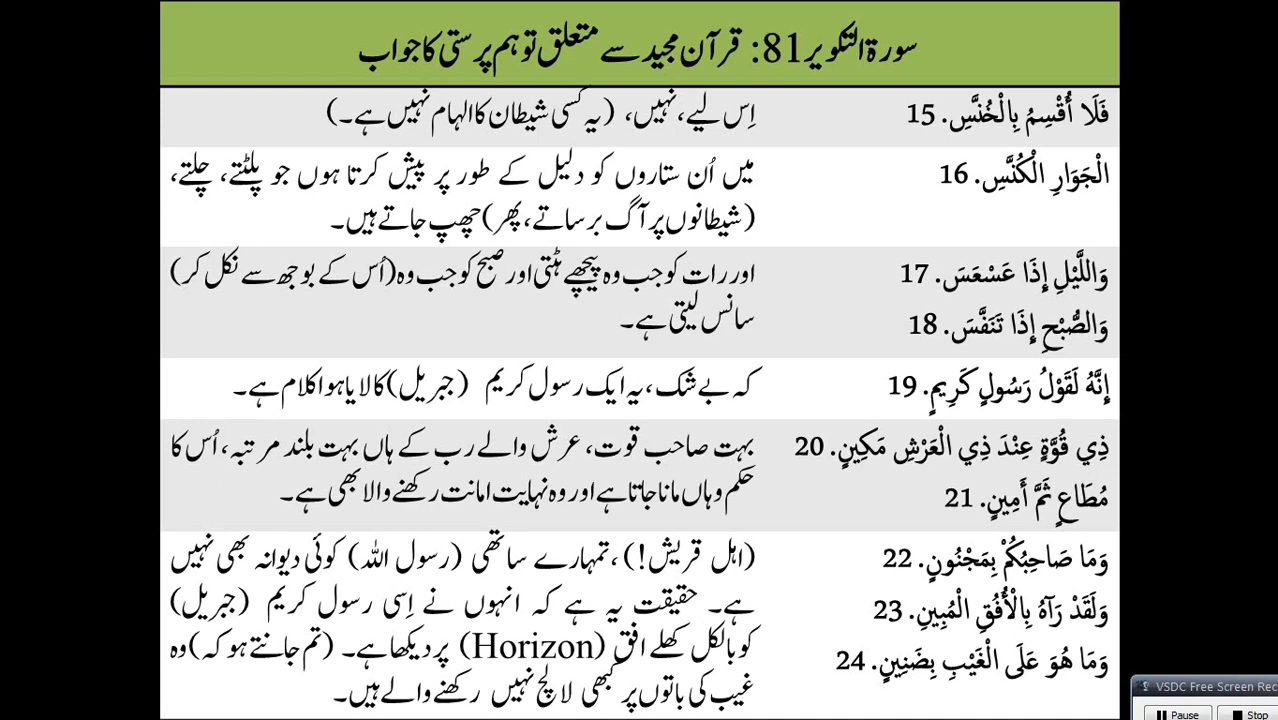 سورۃ التکویر 81: قرآن مجید سے متعلق توہم پرستی کا جواب
فَلَا أُقْسِمُ بِالْخُنَّسِ. 15
اِس لیے، نہیں، (یہ کسی شیطان کا الہام نہیں ہے۔)
الْجَوَارِ الْكُنَّسِ. 16
میں اُن ستاروں کو دلیل کے طور پر پیش کرتا ہوں جو پلٹتے، چلتے،
(شیطانوں پر آگ برساتے، پھر) چھپ جاتے ہیں۔
وَاللَّيْلِ إِذَا عَسْعَسَ. 17
وَالصُّبْحِ إِذَا تَنَفَّسَ. 18
اور رات کو جب وہ پیچھے ہٹتی اور صبح کو جب وہ (اُس کے بوجھ سے نکل کر)
سانس لیتی ہے۔
إِنَّهُ لَقَوْلُ رَسُولٍ كَرِيمٍ. 19
کہ بے شک، یہ ایک رسول کریم (جبریل) کا لایا ہوا کلام ہے۔
ذِي قُوَّةٍ عِنْدَ ذِي الْعَرْشِ مَكِينٍ. 20
مُطَاعٍ ثَمَّ أَمِينٍ. 21
بہت صاحب قوت، عرش والے رب کے ہاں بہت بلند مرتبہ، اُس کا
حکم وہاں مانا جاتا ہے اور وہ نہایت امانت رکھنے والا بھی ہے۔
وَمَا صَاحِبُكُمْ بِمَجْنُونٍ. 22
وَلَقَدْ رَآهُ بِالْأُفُقِ الْمُبِينِ. 23
وَمَا هُوَ عَلَى الْغَيْبِ بِضَنِينٍ. 24
(اہل قریش!)، تمہارے ساتھی (رسول اللہ) کوئی دیوانہ بھی نہیں
ہے۔ حقیقت یہ ہے کہ انہوں نے اِسی رسول کریم (جبریل)
کو بالکل کھلے افق (Horizon) پر دیکھا ہے۔ (تم جانتے ہو کہ) وہ
غیب کی باتوں پر کبھی لالچ نہیں رکھنے والے ہیں۔
VSDC Free Screen Rec
Pause Stop